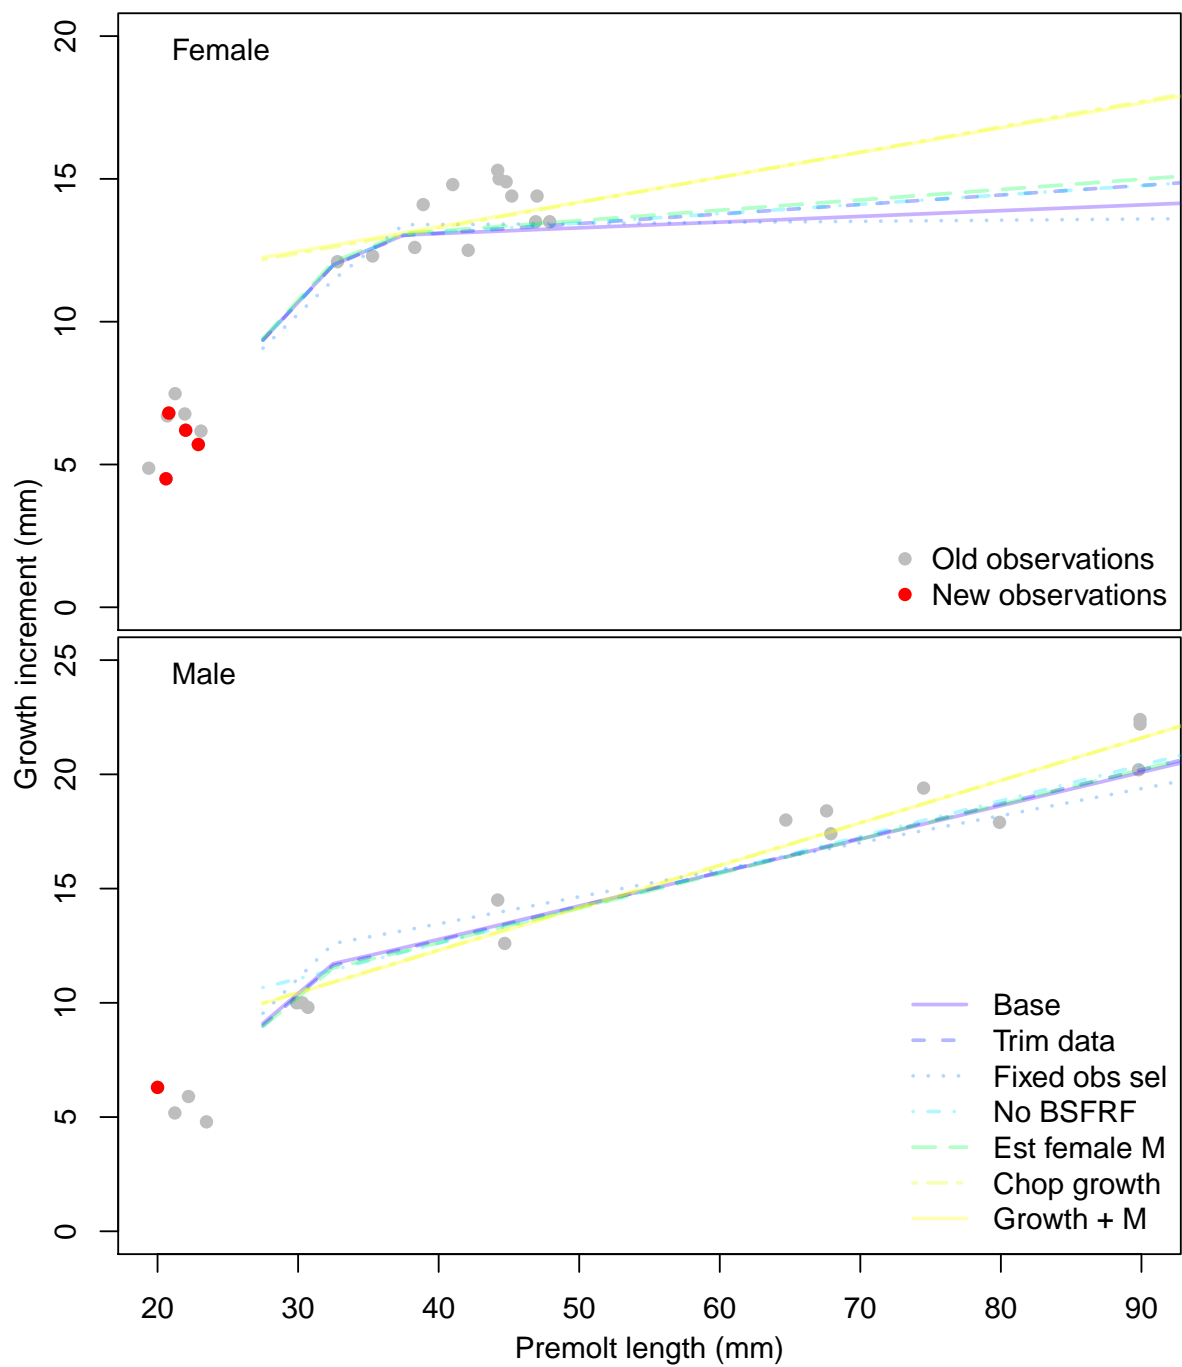 Female
20
15
10
5
0
Old observations
New observations
Growth increment (mm)
Male
25
20
15
10
5
0
Base
Trim data
Fixed obs sel
No BSFRF
Est female M
Chop growth
Growth + M
20 30 40 50 60 70 80 90
Premolt length (mm)